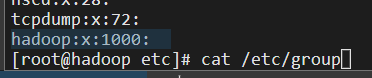 nscd:x:28:
tcpdump:x:72:
hadoop:x:1000:
[root@hadoop etc]# cat /etc/group